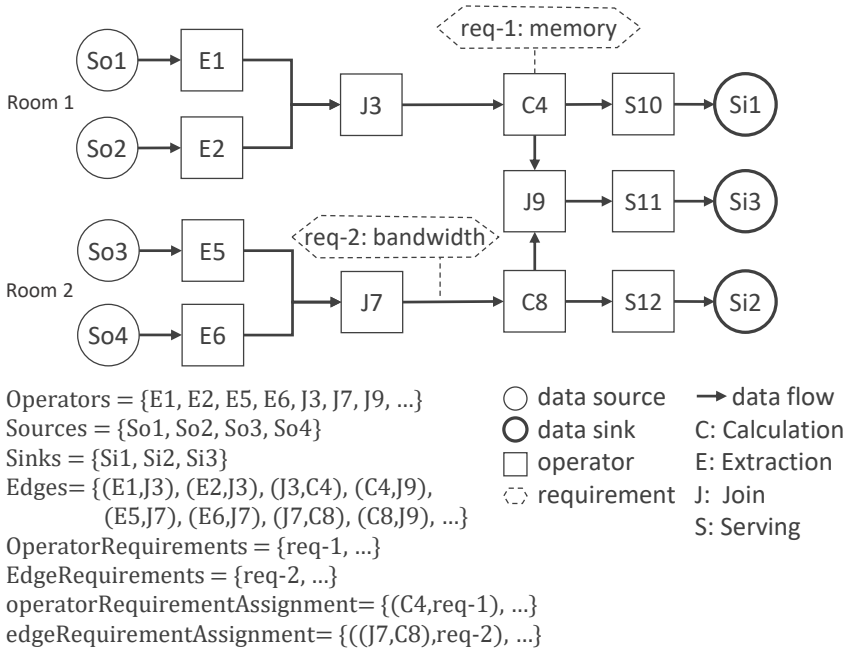 req-1: memory
So1
E1
Room 1
J3
C4
S10
Si1
So2
E2
J9
S11
Si3
req-2: bandwidth
So3
E5
Room 2
J7
C8
S12
Si2
So4
E6
Operators = {E1, E2, E5, E6, J3, J7, J9, ...}
Sources = {So1, So2, So3, So4}
Sinks = {Si1, Si2, Si3}
Edges= {(E1,J3), (E2,J3), (J3,C4), (C4,J9),
(E5,J7), (E6,J7), (J7,C8), (C8,J9), ...}
OperatorRequirements = {req-1, ...}
EdgeRequirements = {req-2, ...}
operatorRequirementAssignment= {(C4,req-1), ...}
edgeRequirementAssignment= {((J7,C8),req-2), ...}
data source
data sink
operator
requirement
data flow
C: Calculation
E: Extraction
J: Join
S: Serving